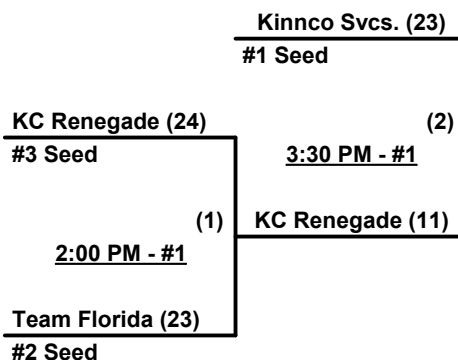 Kinnco Svcs. (23)
#1 Seed
KC Renegade (24)
(2)
#3 Seed
3:30 PM - #1
(1)
KC Renegade (11)
2:00 PM - #1
Team Florida (23)
#2 Seed